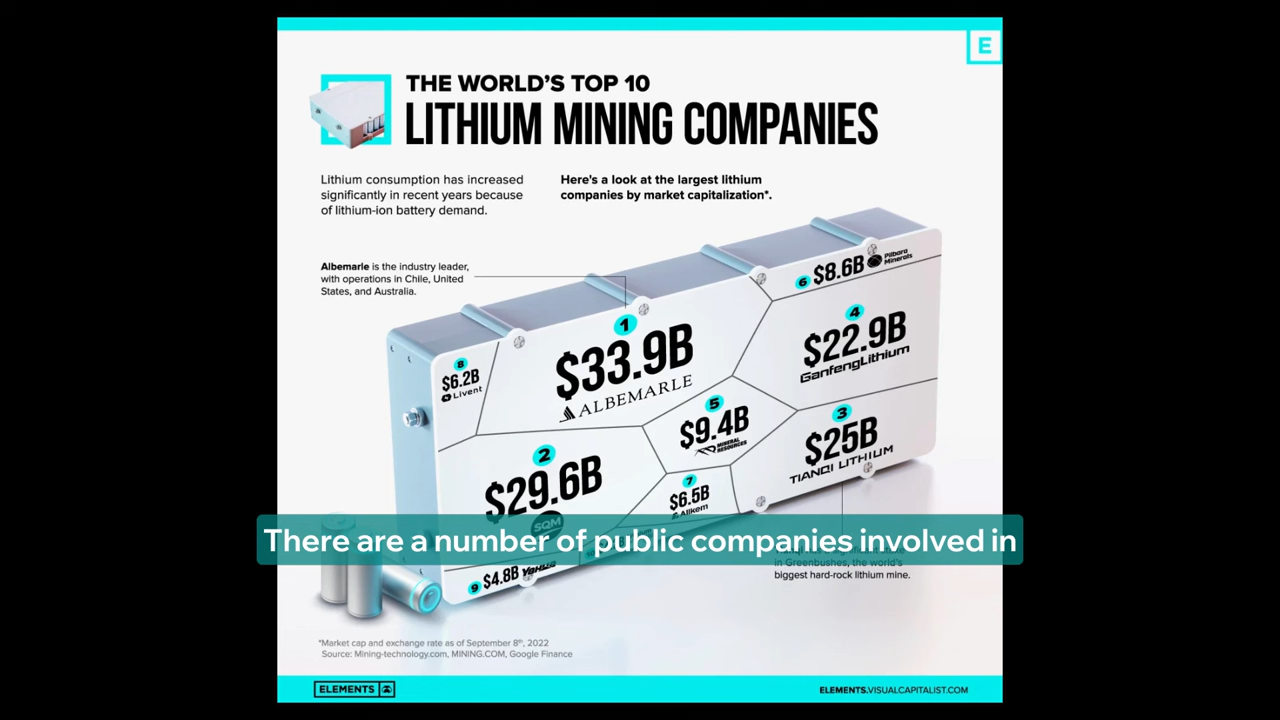 E
THE WORLD'S TOP 10
LITHIUM MINING COMPANIES
Lithium consumption has increased
significantly in recent years because
of lithium-ion battery demand.
Here's a look at the largest lithium
companies by market capitalization*.
Albemarle is the industry leader,
with operations in Chile, United
States, and Australia.
1
$33.9B
ALBEMARLE
6
$8.6B
Pilbara
Minerals
4
$22.9B
GanfengLithium
8
$6.2B
Livent
5
$9.4B
MINERAL
RESOURCES
3
$25B
TIANQI LITHIUM
2
$29.6B
SQM
7
$6.5B
Allkem
There are a number of public companies involved in
in Greenbushes, the world's
biggest hard-rock lithium mine.
9
$4.8B
YAHUA
*Market cap and exchange rate as of September 8th, 2022
Source: Mining-technology.com, MINING.COM, Google Finance
ELEMENTS
ELEMENTS.VISUALCAPITALIST.COM